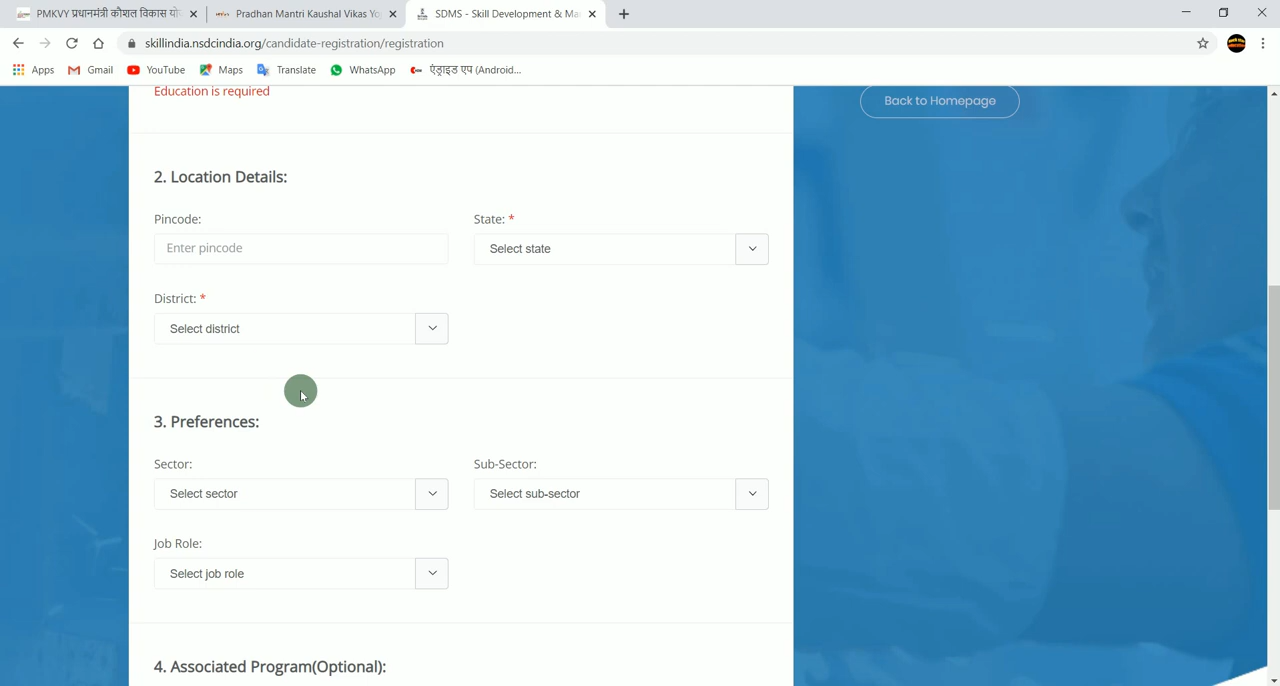 PMKVY प्रधानमंत्री कौशल विकास यो
Pradhan Mantri Kaushal Vikas Yo
SDMS - Skill Development & Ma
skillindia.nsdcindia.org/candidate-registration/registration
Apps Gmail YouTube Maps Translate WhatsApp एंड्राइड एप (Android...
Education is required
Back to Homepage
2. Location Details:
Pincode: State: *
Enter pincode Select state
District: *
Select district
3. Preferences:
Sector: Sub-Sector:
Select sector Select sub-sector
Job Role:
Select job role
4. Associated Program(Optional):